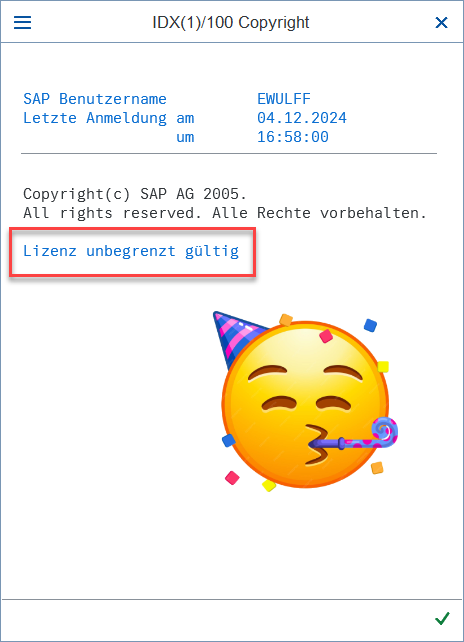 IDX(1)/100 Copyright
SAP Benutzername EWULFF
Letzte Anmeldung am 04.12.2024
um 16:58:00
Copyright(c) SAP AG 2005.
All rights reserved. Alle Rechte vorbehalten.
Lizenz unbegrenzt gültig